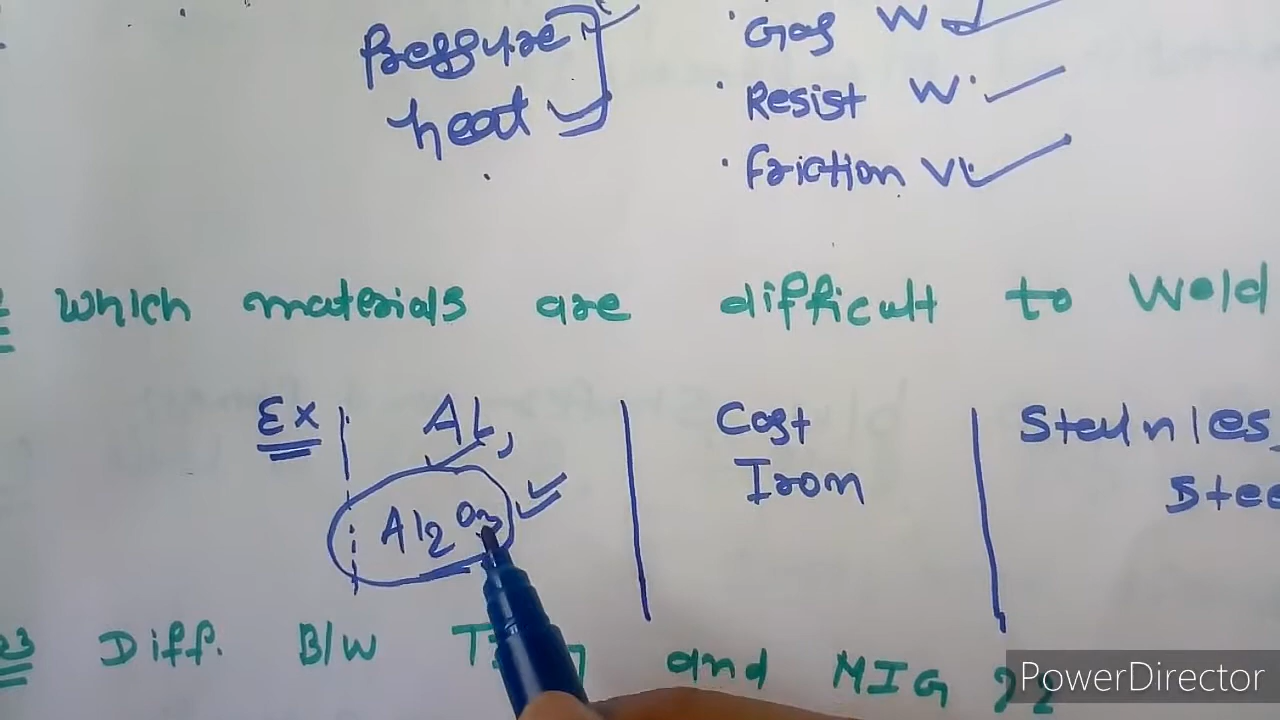 Pressure
heat
Gas W
Resist W.
Friction W
Which materials are difficult to Weld
Ex
Al,
Al2O3
Cast
Iron
Steinles
Stee
Diff. B/W and MIG ??
PowerDirector